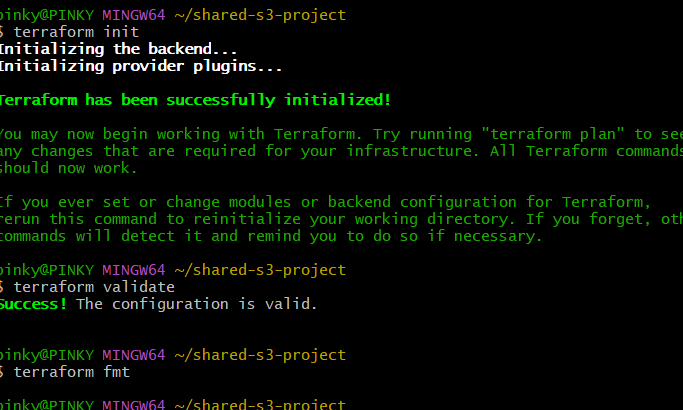 pinky@PINKY MINGW64 ~/shared-s3-project
$ terraform init
Initializing the backend...
Initializing provider plugins...
Terraform has been successfully initialized!
You may now begin working with Terraform. Try running "terraform plan" to see
any changes that are required for your infrastructure. All Terraform commands
should now work.
If you ever set or change modules or backend configuration for Terraform,
rerun this command to reinitialize your working directory. If you forget, oth
commands will detect it and remind you to do so if necessary.
pinky@PINKY MINGW64 ~/shared-s3-project
$ terraform validate
Success! The configuration is valid.
pinky@PINKY MINGW64 ~/shared-s3-project
$ terraform fmt
pinky@PINKY MINGW64 ~/shared-s3-project